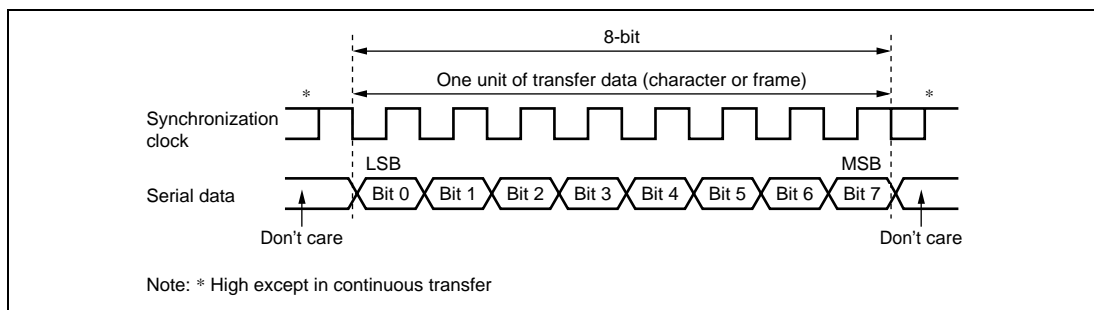 8-bit
One unit of transfer data (character or frame)
*
*
Synchronization
clock
LSB
MSB
Serial data
Bit 0 Bit 1 Bit 2 Bit 3 Bit 4 Bit 5 Bit 6 Bit 7
Don't care
Don't care
Note: * High except in continuous transfer